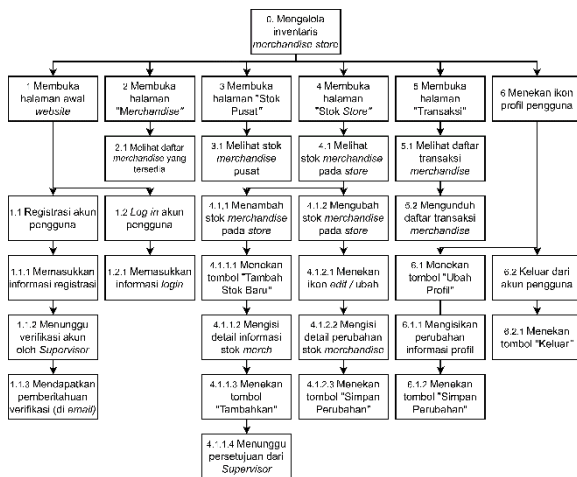 0. Mengelola
inventaris
merchandise store
1 Membuka
halaman awal
website
2 Membuka
halaman
"Merchandise"
3 Membuka
halaman "Stok
Pusat"
4 Membuka
halaman
"Stok Store"
5 Membuka
halaman
"Transaksi"
6 Menekan ikon
profil pengguna
2.1 Melihat daftar
merchandise yang
tersedia
3.1 Melihat stok
merchandise
pusat
4.1 Melihat
stok merchandise
pada store
5.1 Melihat daftar
transaksi
merchandise
1.1 Registrasi akun
pengguna
1.2 Log in akun
pengguna
4.1.1 Menambah
stok merchandise
pada store
4.1.2 Mengubah
stok merchandise
pada store
5.2 Mengunduh
daftar transaksi
merchandise
1.1.1 Memasukkan
informasi registrasi
1.2.1 Memasukkan
informasi login
4.1.1.1 Menekan
tombol "Tambah
Stok Baru"
4.1.2.1 Menekan
ikon edit / ubah
6.1 Menekan
tombol "Ubah
Profil"
6.2 Keluar dari
akun pengguna
1.1.2 Menunggu
verifikasi akun
oleh Supervisor
4.1.1.2 Mengisi
detail informasi
stok merch
4.1.2.2 Mengisi
detail perubahan
stok merchandise
6.1.1 Mengisikan
perubahan
informasi profil
6.2.1 Menekan
tombol "Keluar"
1.1.3 Mendapatkan
pemberitahuan
verifikasi (di email)
4.1.1.3 Menekan
tombol
"Tambahkan"
4.1.2.3 Menekan
tombol "Simpan
Perubahan"
6.1.2 Menekan
tombol "Simpan
Perubahan"
4.1.1.4 Menunggu
persetujuan dari
Supervisor